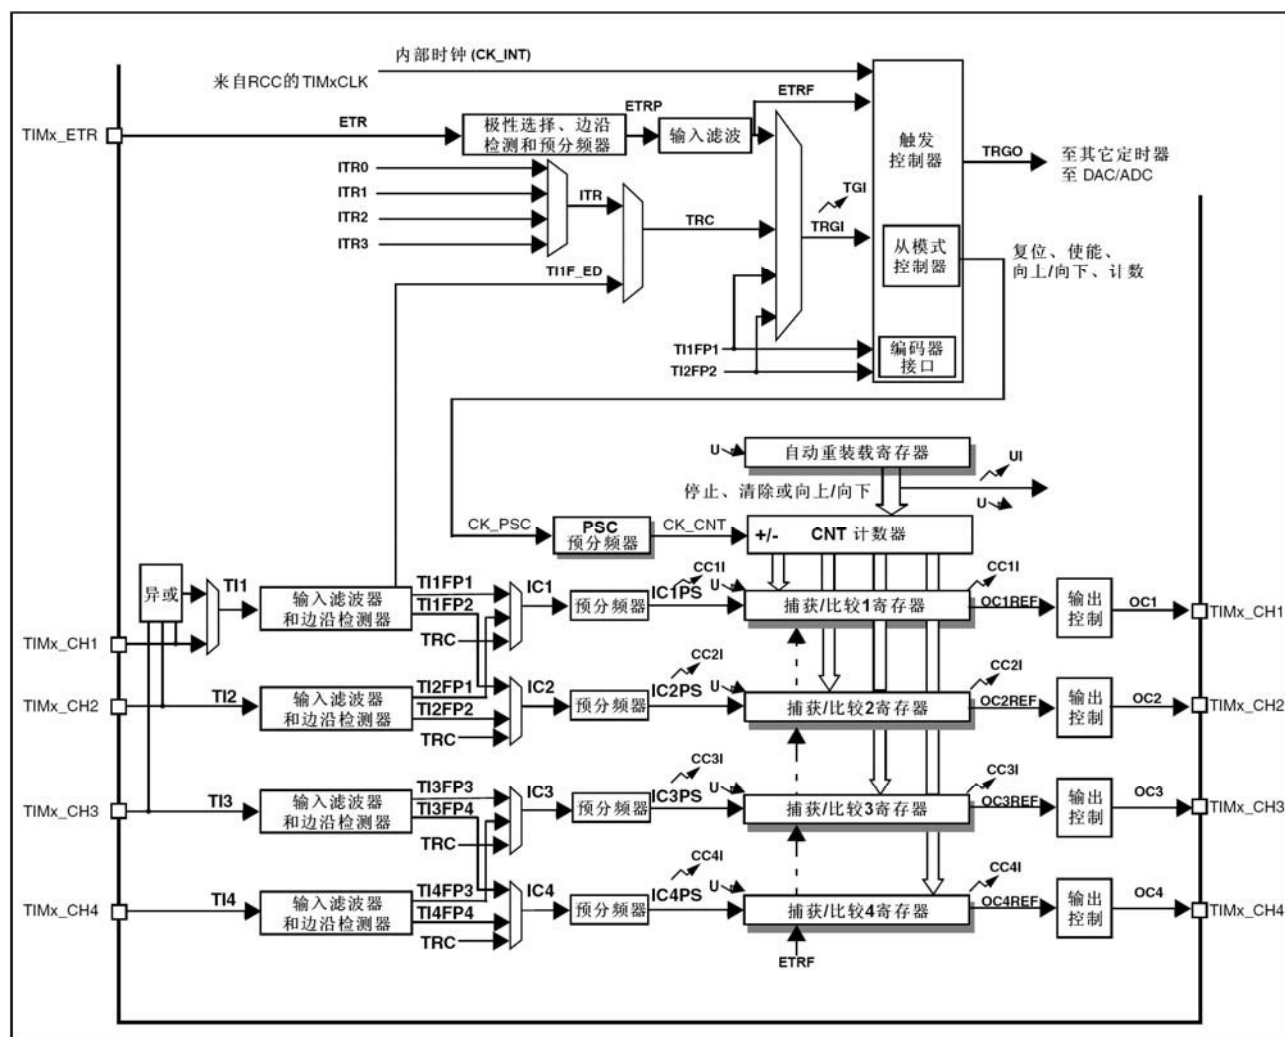 内部时钟 (CK_INT)
来自RCC的TIMxCLK
TIMx_ETR
ETR
极性选择、边沿
检测和预分频器
ETRP
输入滤波
ETRF
触发
控制器
TRGO
至其它定时器
至 DAC/ADC
ITR0
ITR1
ITR2
ITR3
ITR
TRC
TI1F_ED
TGI
TRGI
从模式
控制器
复位、使能、
向上/向下、计数
TI1FP1
TI2FP2
编码器
接口
U
自动重装载寄存器
UI
U
停止、清除或向上/向下
CK_PSC
PSC
预分频器
CK_CNT
+/-
CNT 计数器
异或
TI1
输入滤波器
和边沿检测器
TI1FP1
TI1FP2
TRC
IC1
预分频器
IC1PS
CC1I
U
捕获/比较1寄存器
CC1I
OC1REF
输出
控制
OC1
TIMx_CH1
TIMx_CH1
TIMx_CH2
TI2
输入滤波器
和边沿检测器
TI2FP1
TI2FP2
TRC
IC2
预分频器
IC2PS
CC2I
U
捕获/比较2寄存器
CC2I
OC2REF
输出
控制
OC2
TIMx_CH2
TIMx_CH3
TI3
输入滤波器
和边沿检测器
TI3FP3
TI3FP4
TRC
IC3
预分频器
IC3PS
CC3I
U
捕获/比较3寄存器
CC3I
OC3REF
输出
控制
OC3
TIMx_CH3
TIMx_CH4
TI4
输入滤波器
和边沿检测器
TI4FP3
TI4FP4
TRC
IC4
预分频器
IC4PS
CC4I
U
捕获/比较4寄存器
CC4I
OC4REF
输出
控制
OC4
TIMx_CH4
ETRF